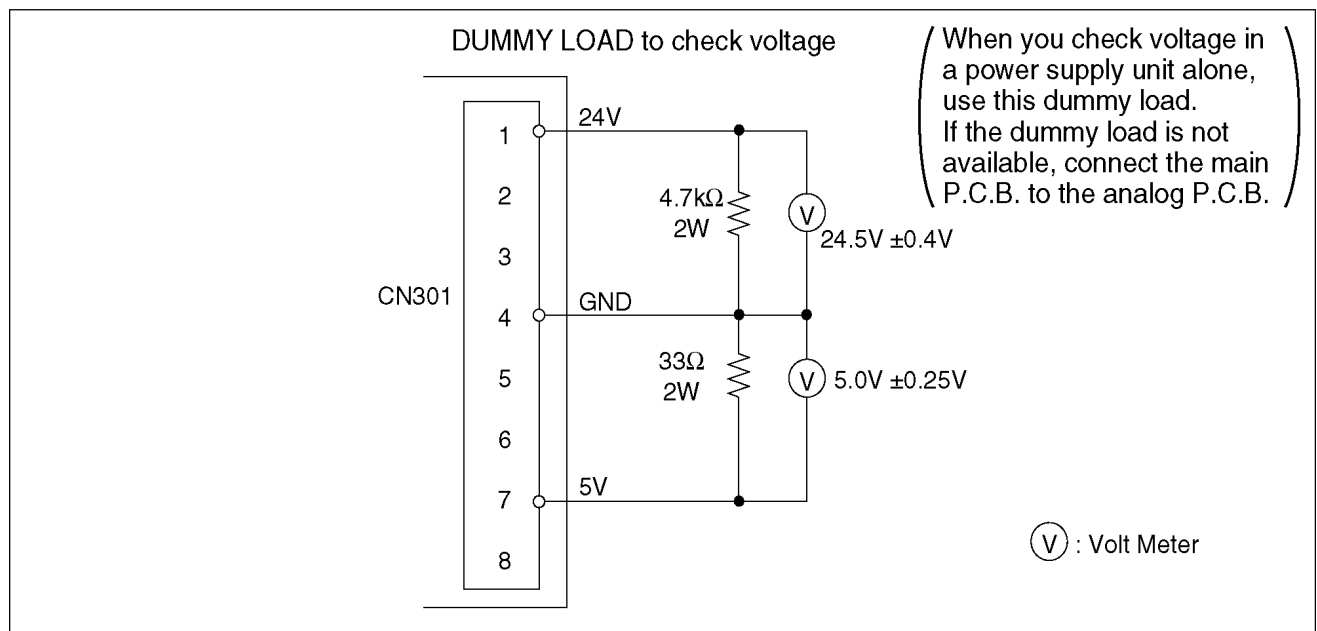 DUMMY LOAD to check voltage
When you check voltage in
a power supply unit alone,
use this dummy load.
If the dummy load is not
available, connect the main
P.C.B. to the analog P.C.B.
1
24V
2
4.7kΩ
2W
V
24.5V ±0.4V
3
CN301
4
GND
33Ω
2W
V
5.0V ±0.25V
5
6
7
5V
8
V : Volt Meter